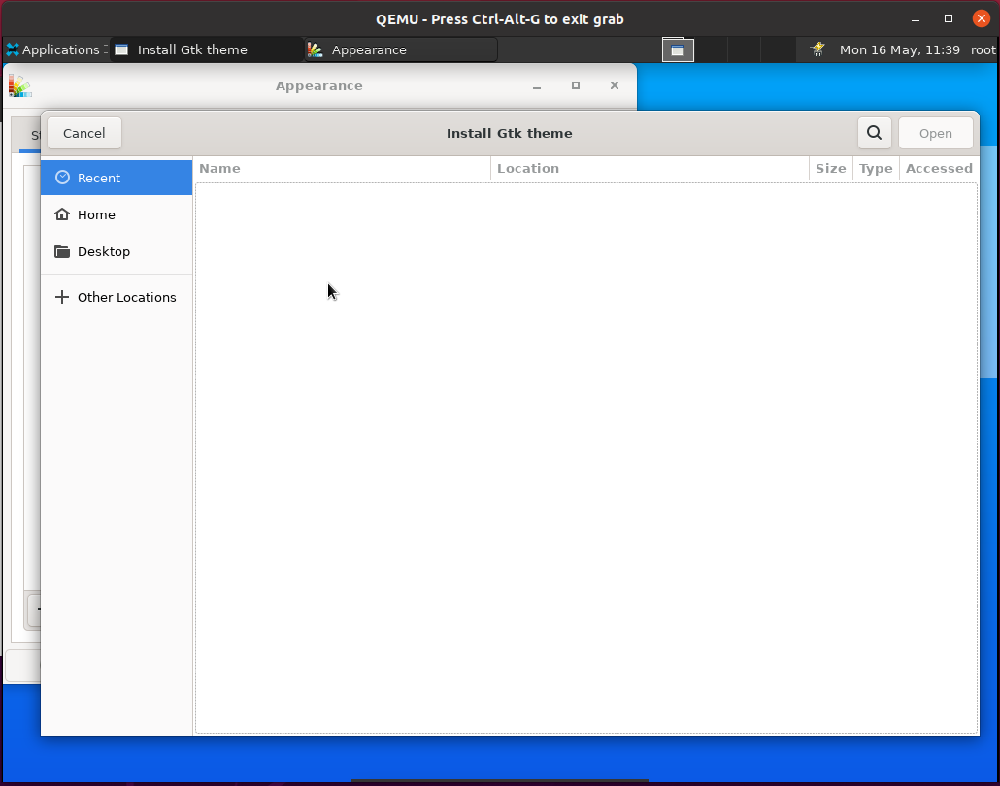 QEMU - Press Ctrl-Alt-G to exit grab
Applications Install Gtk theme Appearance Mon 16 May, 11:39 root
Appearance
Cancel Install Gtk theme Open
Recent Name Location Size Type Accessed
Home
Desktop
Other Locations